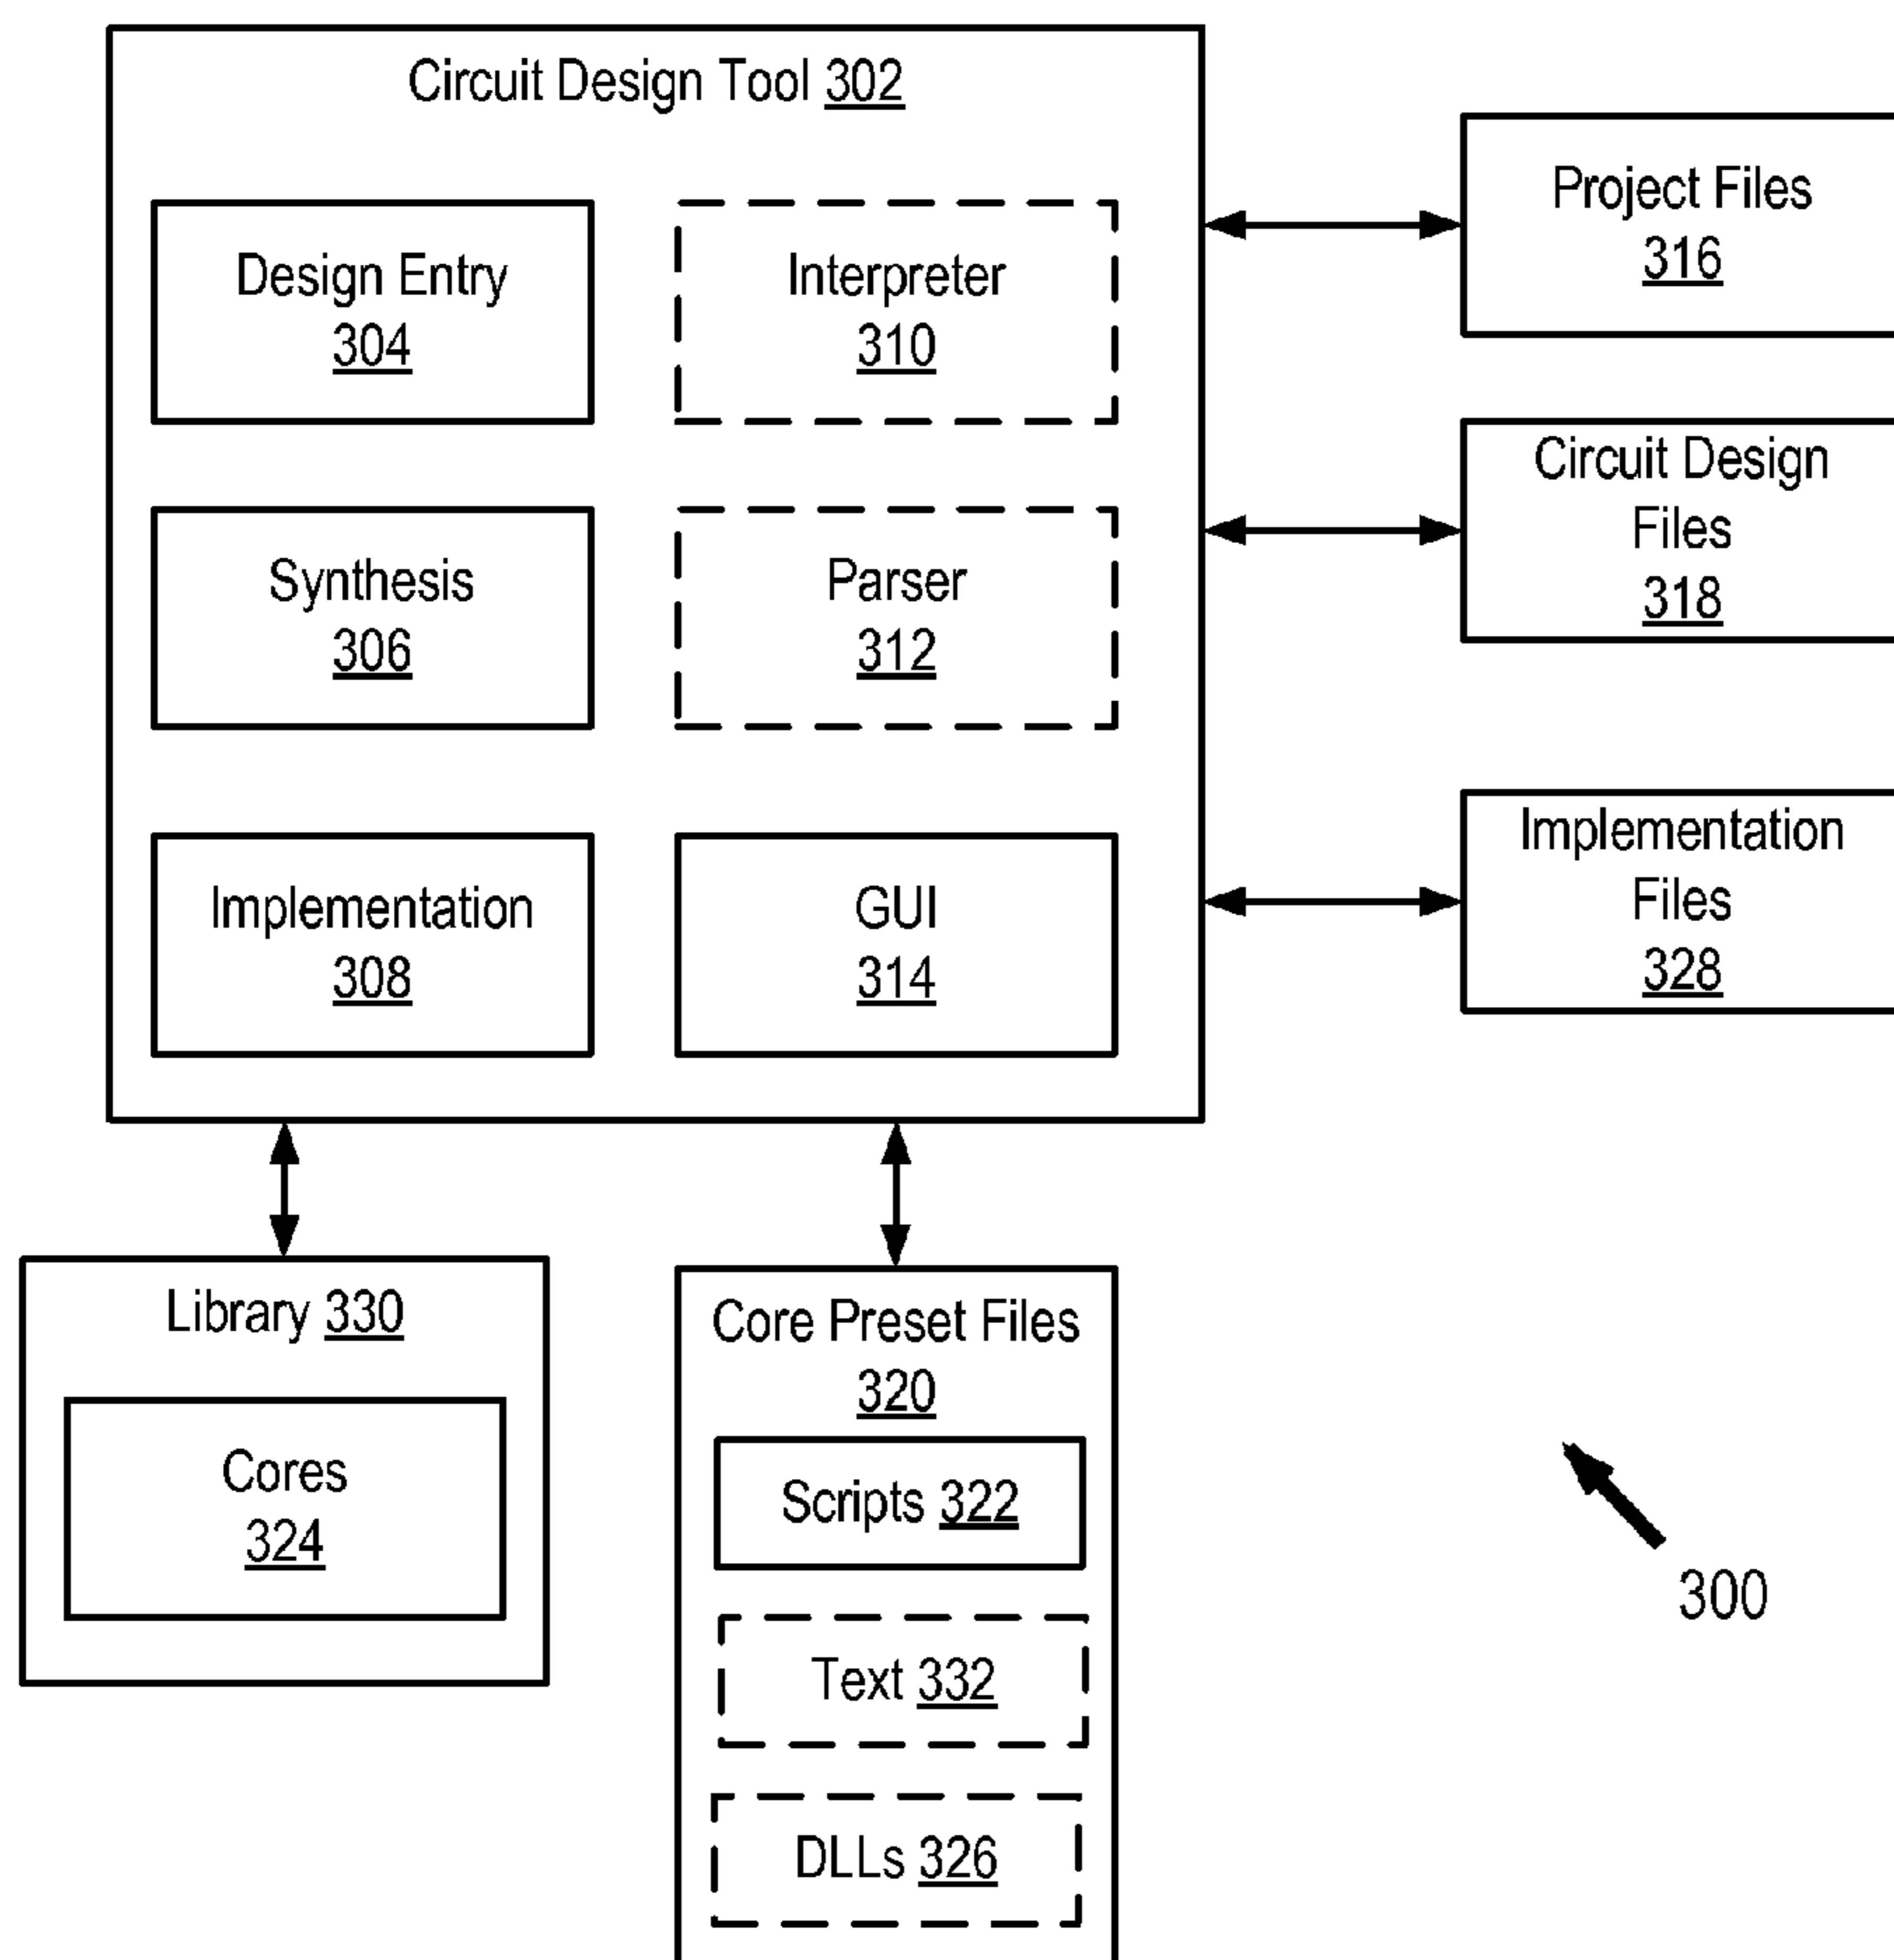 Circuit Design Tool 302
Design Entry
304
Interpreter
310
Synthesis
306
Parser
312
Implementation
308
GUI
314
Project Files
316
Circuit Design
Files
318
Implementation
Files
328
Library 330
Cores
324
Core Preset Files
320
Scripts 322
Text 332
DLLs 326
300